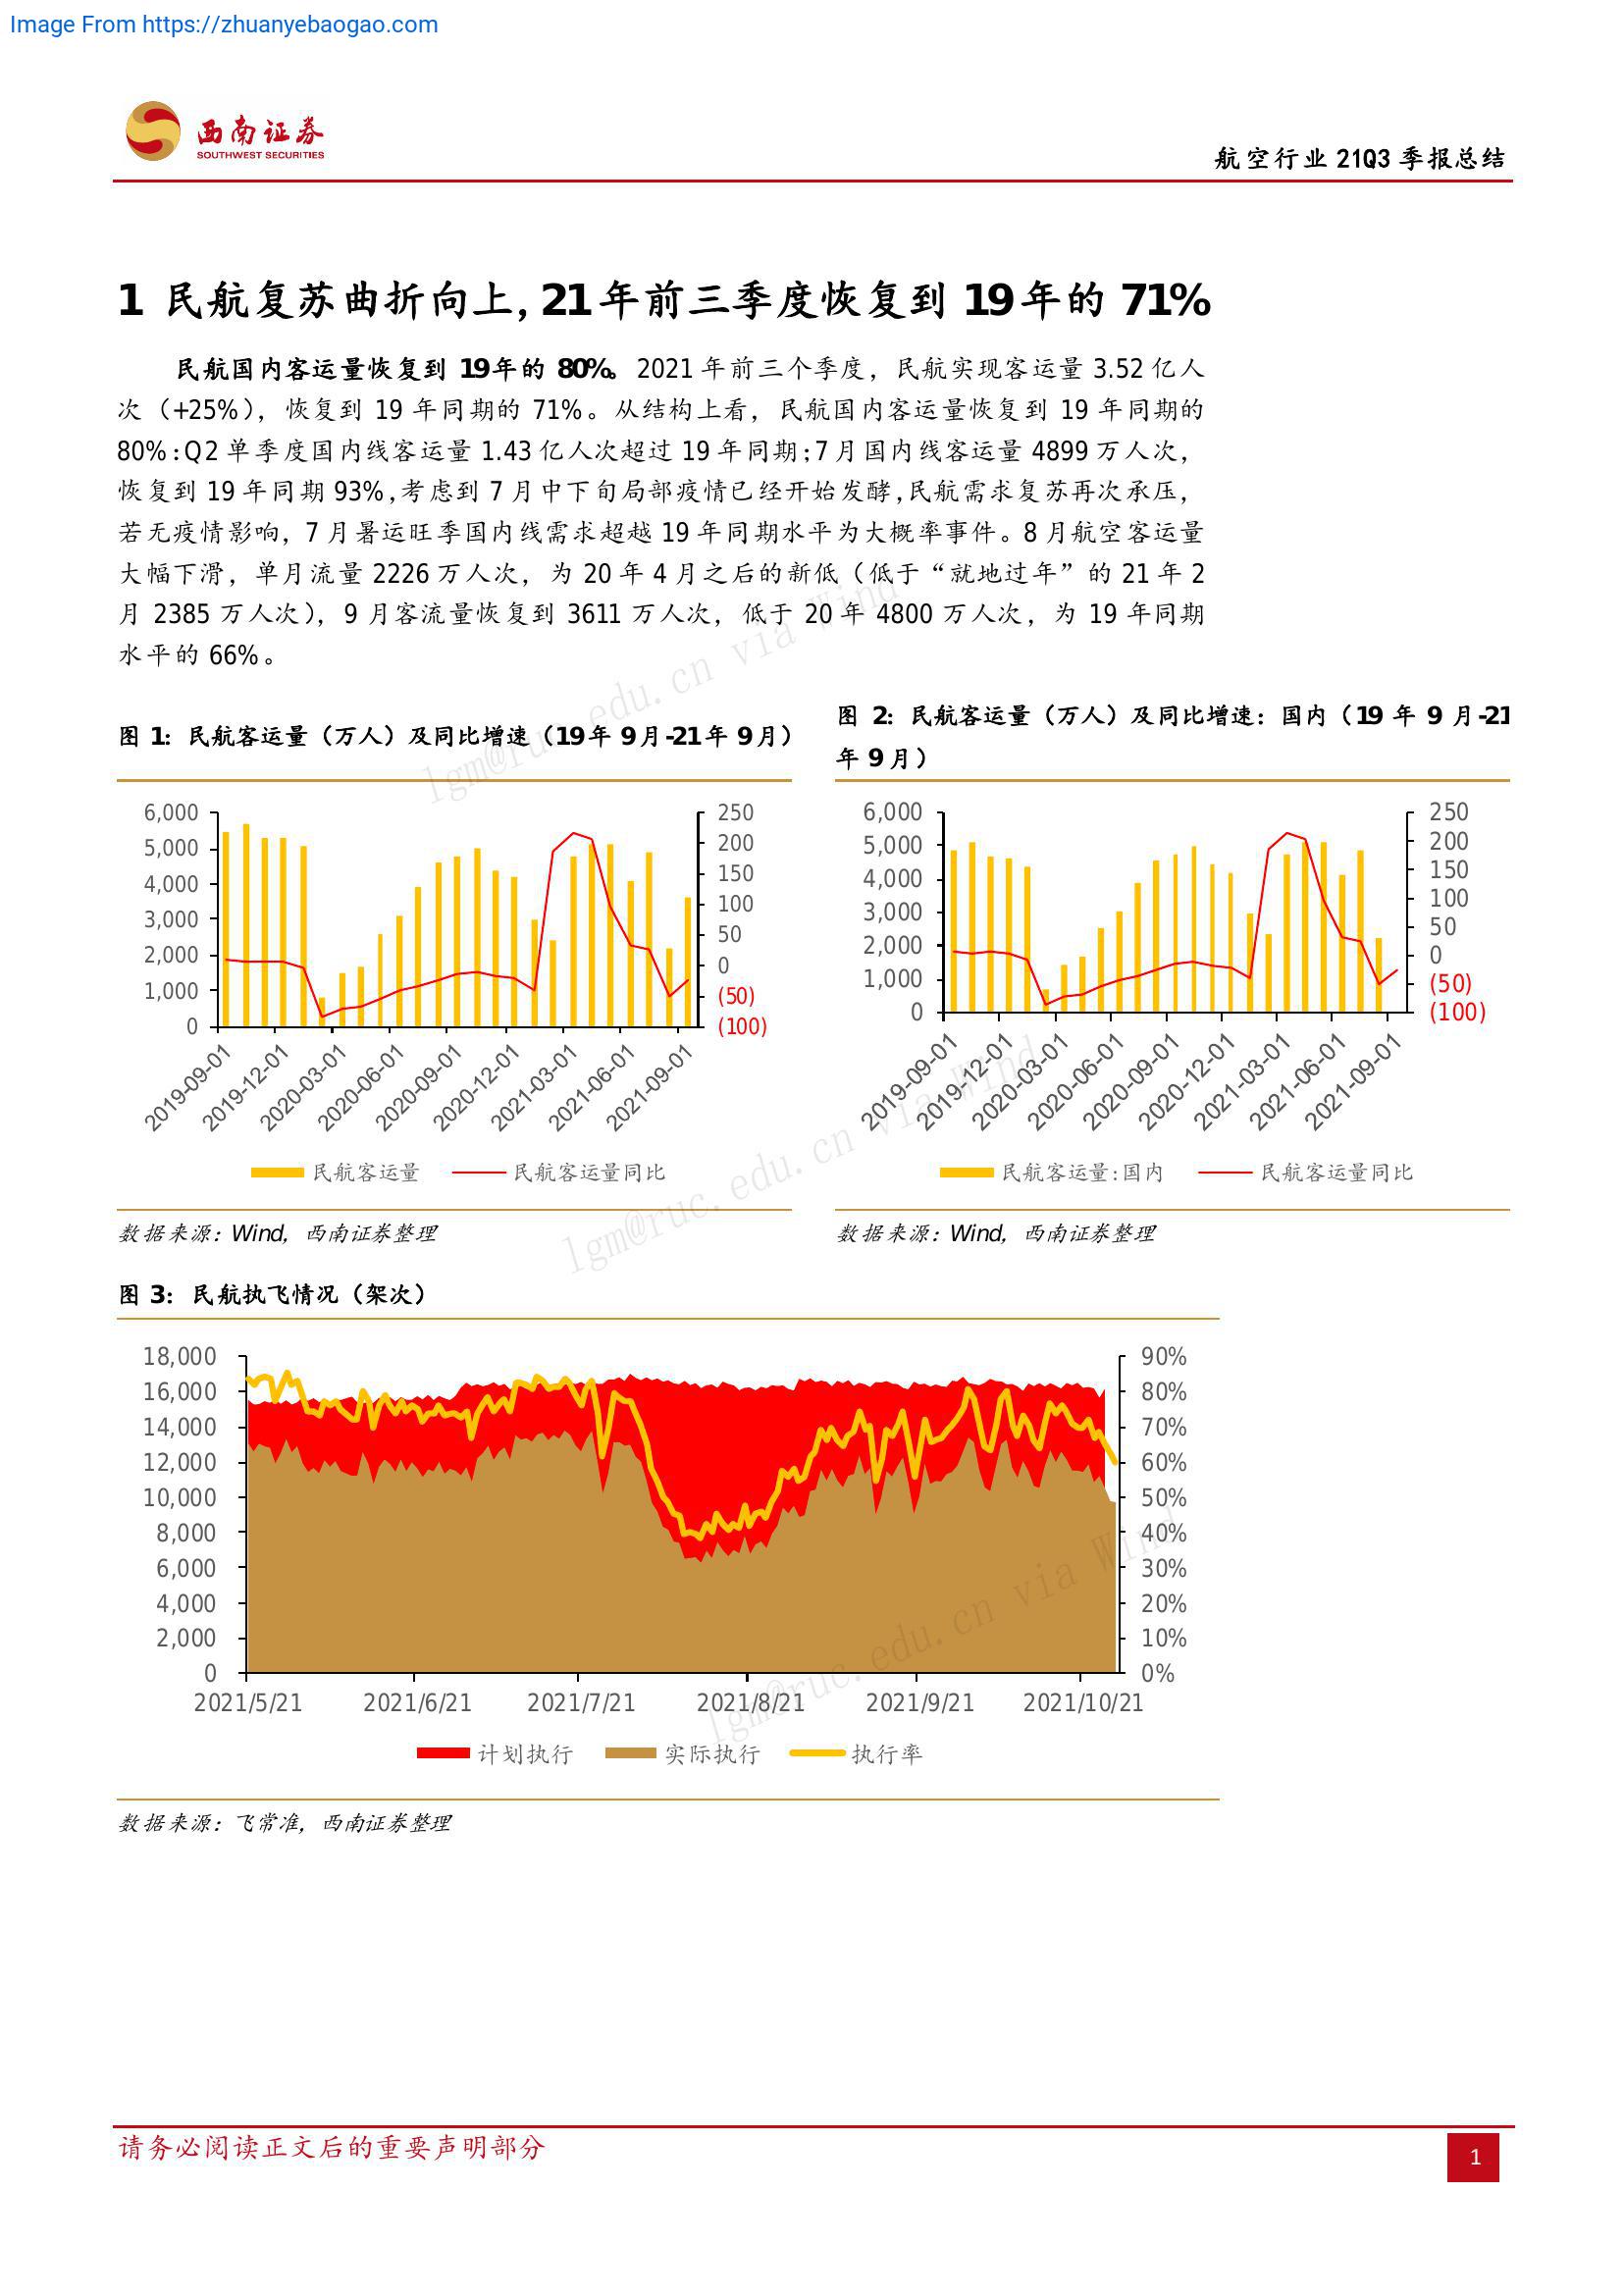 Image From https://zhuanyebaogao.com
西南证券
SOUTHWEST SECURITIES
航空行业 21Q3 季报总结
1 民航复苏曲折向上，21 年前三季度恢复到 19 年的 71%
民航国内客运量恢复到 19 年的 80%。2021 年前三个季度，民航实现客运量 3.52 亿人
次（+25%），恢复到 19 年同期的 71%。从结构上看，民航国内客运量恢复到 19 年同期的
80%：Q2 单季度国内线客运量 1.43 亿人次超过 19 年同期；7 月国内线客运量 4899 万人次，
恢复到 19 年同期 93%，考虑到 7 月中下旬局部疫情已经开始发酵，民航需求复苏再次承压，
若无疫情影响，7 月暑运旺季国内线需求超越 19 年同期水平为大概率事件。8 月航空客运量
大幅下滑，单月流量 2226 万人次，为 20 年 4 月之后的新低（低于“就地过年”的 21 年 2
月 2385 万人次），9 月客流量恢复到 3611 万人次，低于 20 年 4800 万人次，为 19 年同期
水平的 66%。
图 1：民航客运量（万人）及同比增速（19 年 9 月-21 年 9 月）
6,000
5,000
4,000
3,000
2,000
1,000
0
250
200
150
100
50
0
(50)
(100)
2019-09-01
2019-12-01
2020-03-01
2020-06-01
2020-09-01
2020-12-01
2021-03-01
2021-06-01
2021-09-01
民航客运量 民航客运量同比
数据来源：Wind，西南证券整理
图 2：民航客运量（万人）及同比增速：国内（19 年 9 月-21
年 9 月）
6,000
5,000
4,000
3,000
2,000
1,000
0
250
200
150
100
50
0
(50)
(100)
2019-09-01
2019-12-01
2020-03-01
2020-06-01
2020-09-01
2020-12-01
2021-03-01
2021-06-01
2021-09-01
民航客运量:国内 民航客运量同比
数据来源：Wind，西南证券整理
图 3：民航执飞情况（架次）
18,000
16,000
14,000
12,000
10,000
8,000
6,000
4,000
2,000
0
90%
80%
70%
60%
50%
40%
30%
20%
10%
0%
2021/5/21 2021/6/21 2021/7/21 2021/8/21 2021/9/21 2021/10/21
计划执行 实际执行 执行率
数据来源：飞常准，西南证券整理
lgm@ruc.edu.cn via Wind
lgm@ruc.edu.cn via Wind
lgm@ruc.edu.cn via Wind
请务必阅读正文后的重要声明部分
1